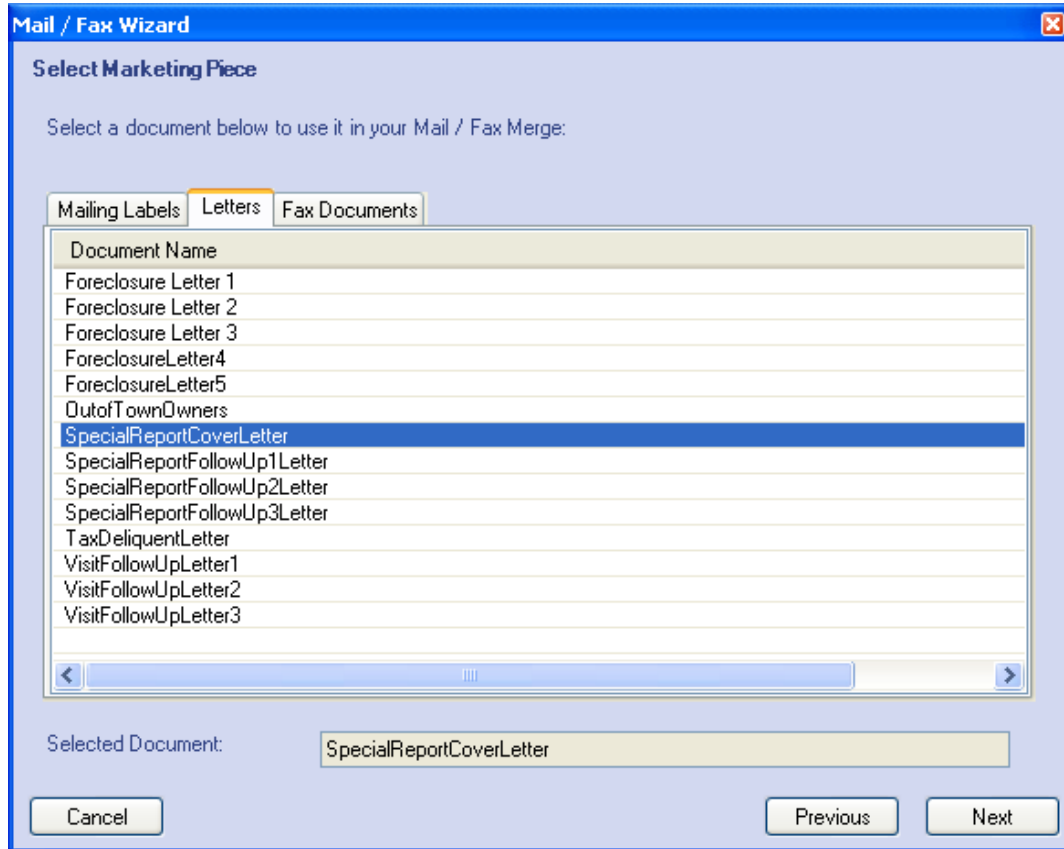 Mail / Fax Wizard
Select Marketing Piece
Select a document below to use it in your Mail / Fax Merge:
Mailing Labels Letters Fax Documents
Document Name
Foreclosure Letter 1
Foreclosure Letter 2
Foreclosure Letter 3
ForeclosureLetter4
ForeclosureLetter5
OutofTownOwners
SpecialReportCoverLetter
SpecialReportFollowUp1Letter
SpecialReportFollowUp2Letter
SpecialReportFollowUp3Letter
TaxDeliquentLetter
VisitFollowUpLetter1
VisitFollowUpLetter2
VisitFollowUpLetter3
Selected Document: SpecialReportCoverLetter
Cancel Previous Next